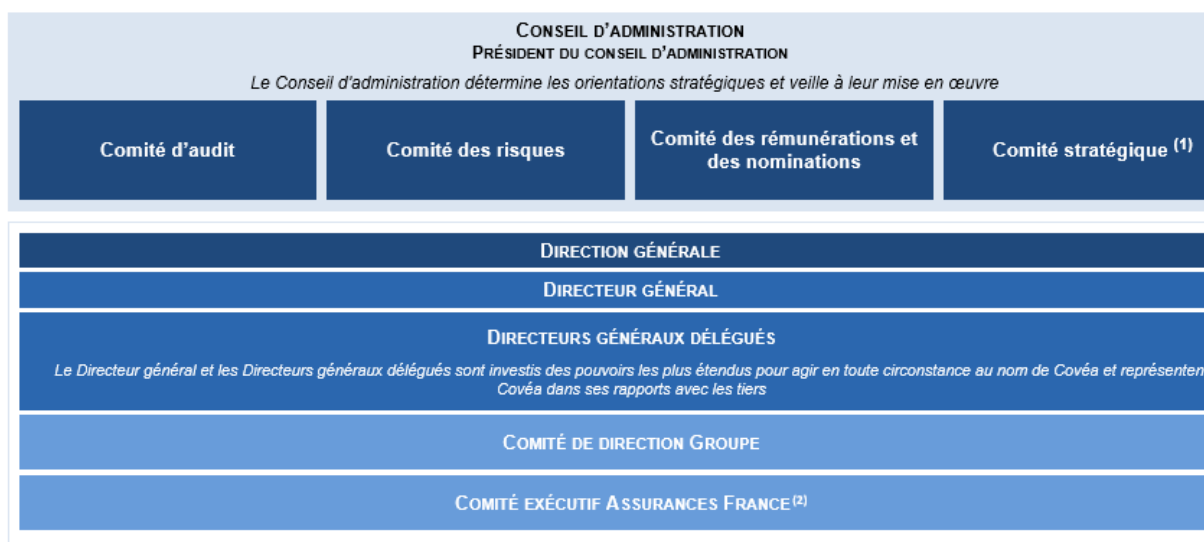 CONSEIL D'ADMINISTRATION
PRÉSIDENT DU CONSEIL D'ADMINISTRATION
Le Conseil d'administration détermine les orientations stratégiques et veille à leur mise en œuvre
Comité d'audit
Comité des risques
Comité des rémunérations et
des nominations
Comité stratégique (1)
DIRECTION GÉNÉRALE
DIRECTEUR GÉNÉRAL
DIRECTEURS GÉNÉRAUX DÉLÉGUÉS
Le Directeur général et les Directeurs généraux délégués sont investis des pouvoirs les plus étendus pour agir en toute circonstance au nom de Covéa et représenten
Covéa dans ses rapports avec les tiers
COMITÉ DE DIRECTION GROUPE
COMITÉ EXÉCUTIF ASSURANCES FRANCE (2)